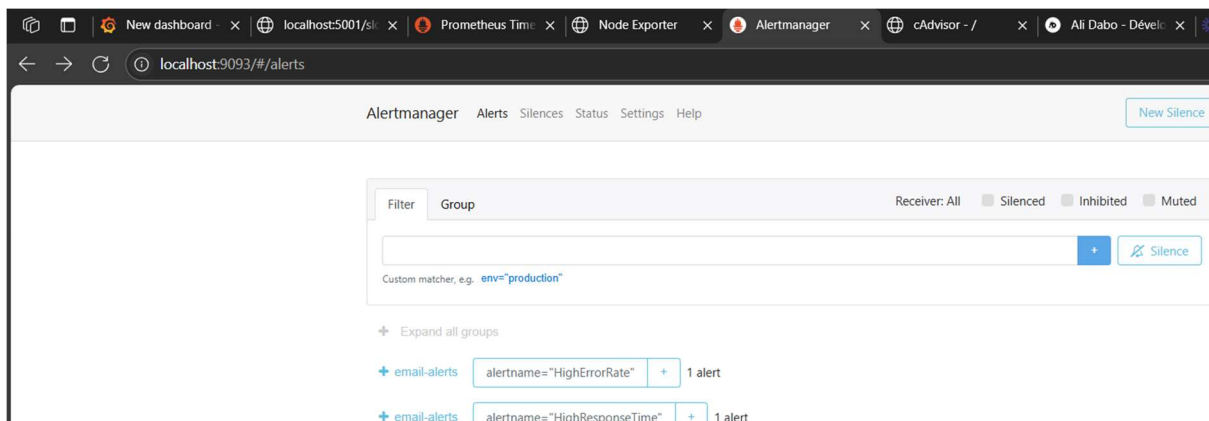 New dashboard - localhost:5001/slo Prometheus Time Node Exporter Alertmanager cAdvisor - / Ali Dabo - Dévelo
localhost:9093/#/alerts
Alertmanager Alerts Silences Status Settings Help New Silence
Filter Group Receiver: All Silenced Inhibited Muted
+ Silence
Custom matcher, e.g. env="production"
+ Expand all groups
+ email-alerts alertname="HighErrorRate" + 1 alert
+ email-alerts alertname="HighResponseTime" + 1 alert